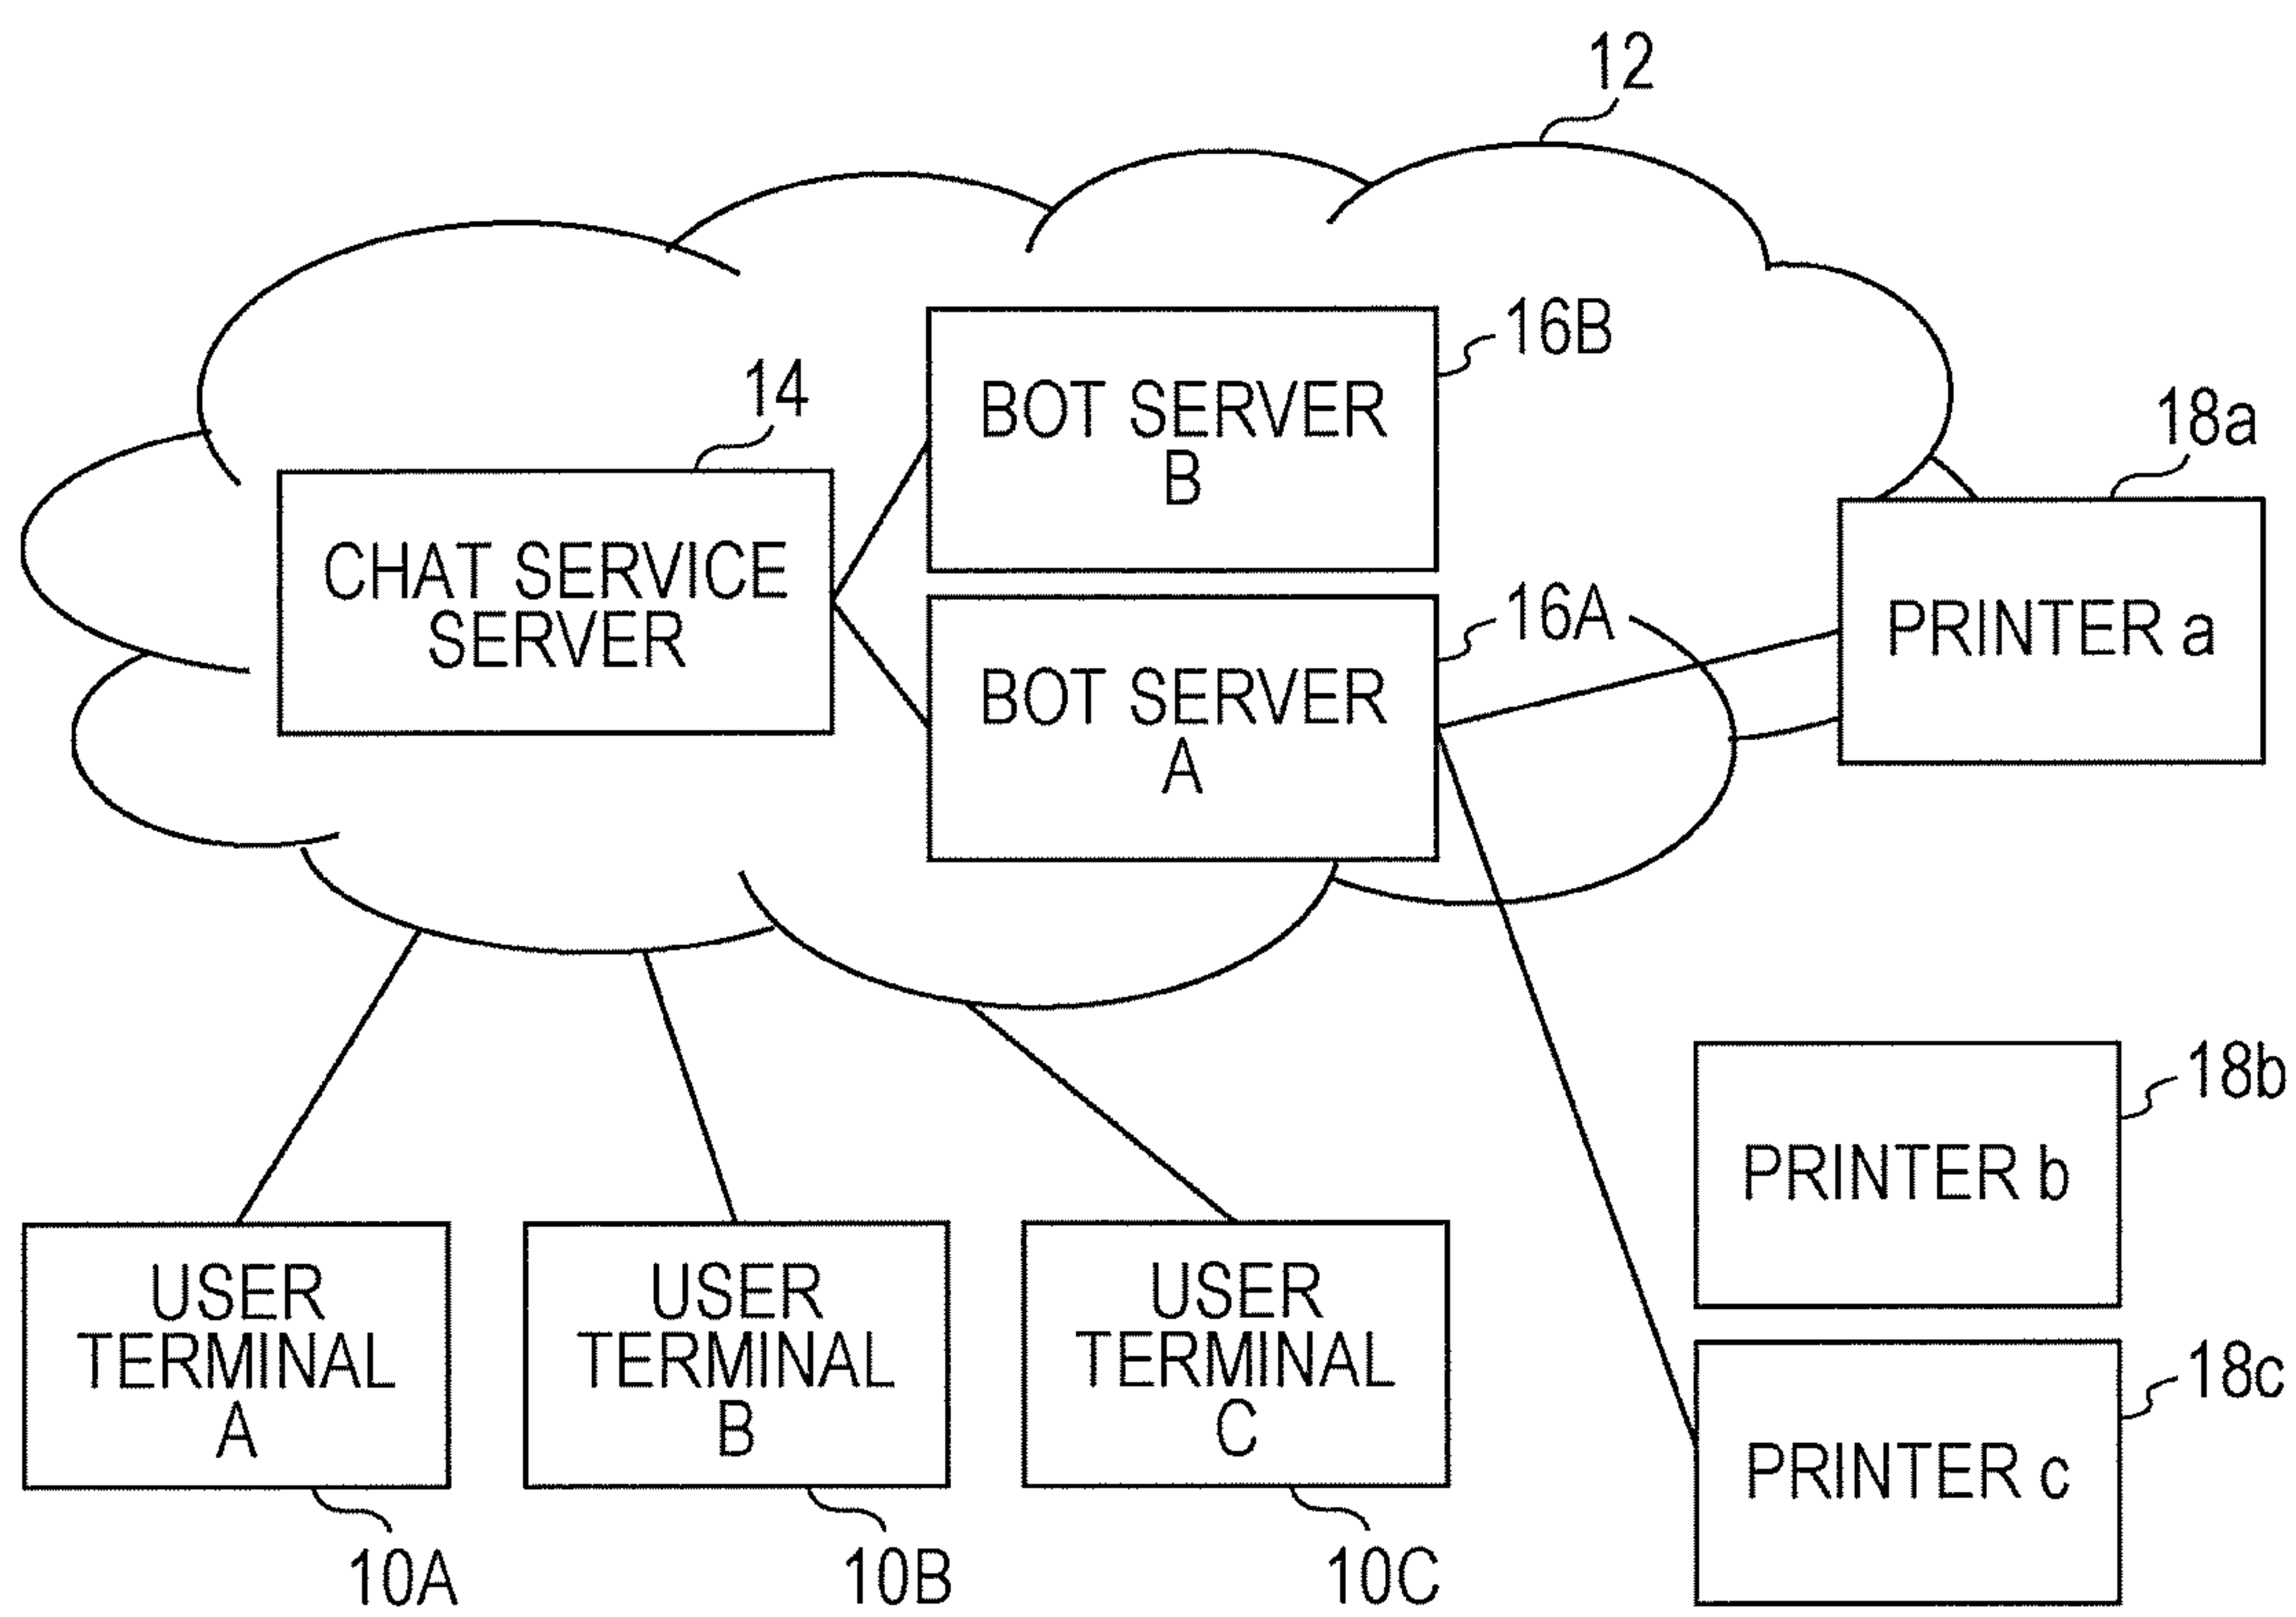 12
16B
BOT SERVER
B
14
18a
CHAT SERVICE
SERVER
16A
BOT SERVER
A
PRINTER a
18b
PRINTER b
USER
TERMINAL
A
USER
TERMINAL
B
USER
TERMINAL
C
18c
PRINTER c
10A
10B
10C